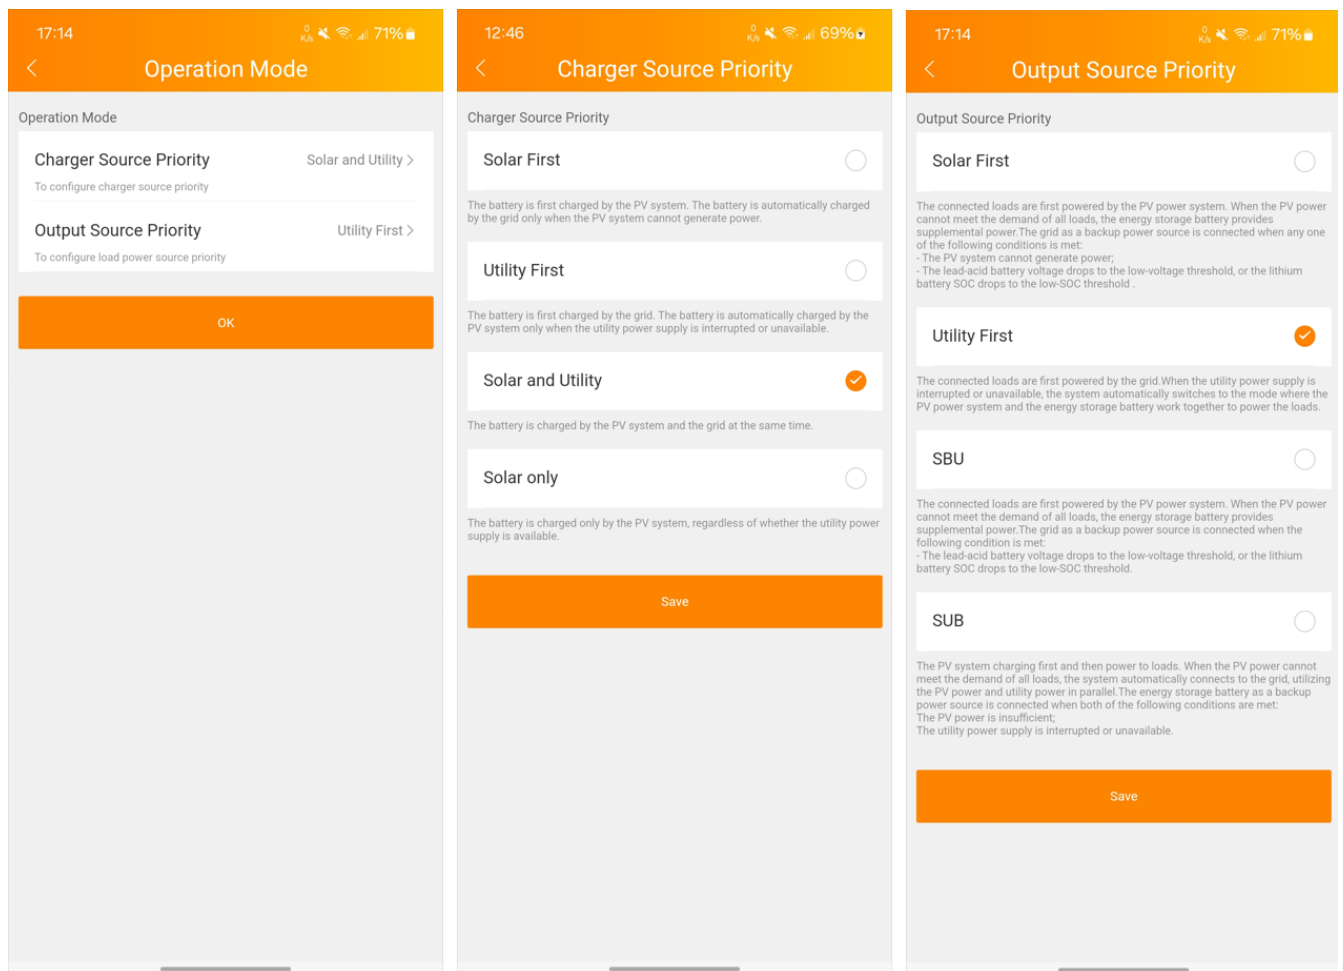 17:14
0 K/s 71%
Operation Mode
Operation Mode
Charger Source Priority
Solar and Utility >
To configure charger source priority
Output Source Priority
Utility First >
To configure load power source priority
OK
12:46
0 K/s 69%
Charger Source Priority
Charger Source Priority
Solar First
The battery is first charged by the PV system. The battery is automatically charged
by the grid only when the PV system cannot generate power.
Utility First
The battery is first charged by the grid. The battery is automatically charged by the
PV system only when the utility power supply is interrupted or unavailable.
Solar and Utility
The battery is charged by the PV system and the grid at the same time.
Solar only
The battery is charged only by the PV system, regardless of whether the utility power
supply is available.
Save
17:14
0 K/s 71%
Output Source Priority
Output Source Priority
Solar First
The connected loads are first powered by the PV power system. When the PV power
cannot meet the demand of all loads, the energy storage battery provides
supplemental power.The grid as a backup power source is connected when any one
of the following conditions is met:
- The PV system cannot generate power;
- The lead-acid battery voltage drops to the low-voltage threshold, or the lithium
battery SOC drops to the low-SOC threshold .
Utility First
The connected loads are first powered by the grid.When the utility power supply is
interrupted or unavailable, the system automatically switches to the mode where the
PV power system and the energy storage battery work together to power the loads.
SBU
The connected loads are first powered by the PV power system. When the PV power
cannot meet the demand of all loads, the energy storage battery provides
supplemental power.The grid as a backup power source is connected when the
following condition is met:
- The lead-acid battery voltage drops to the low-voltage threshold, or the lithium
battery SOC drops to the low-SOC threshold.
SUB
The PV system charging first and then power to loads. When the PV power cannot
meet the demand of all loads, the system automatically connects to the grid, utilizing
the PV power and utility power in parallel.The energy storage battery as a backup
power source is connected when both of the following conditions are met:
The PV power is insufficient;
The utility power supply is interrupted or unavailable.
Save